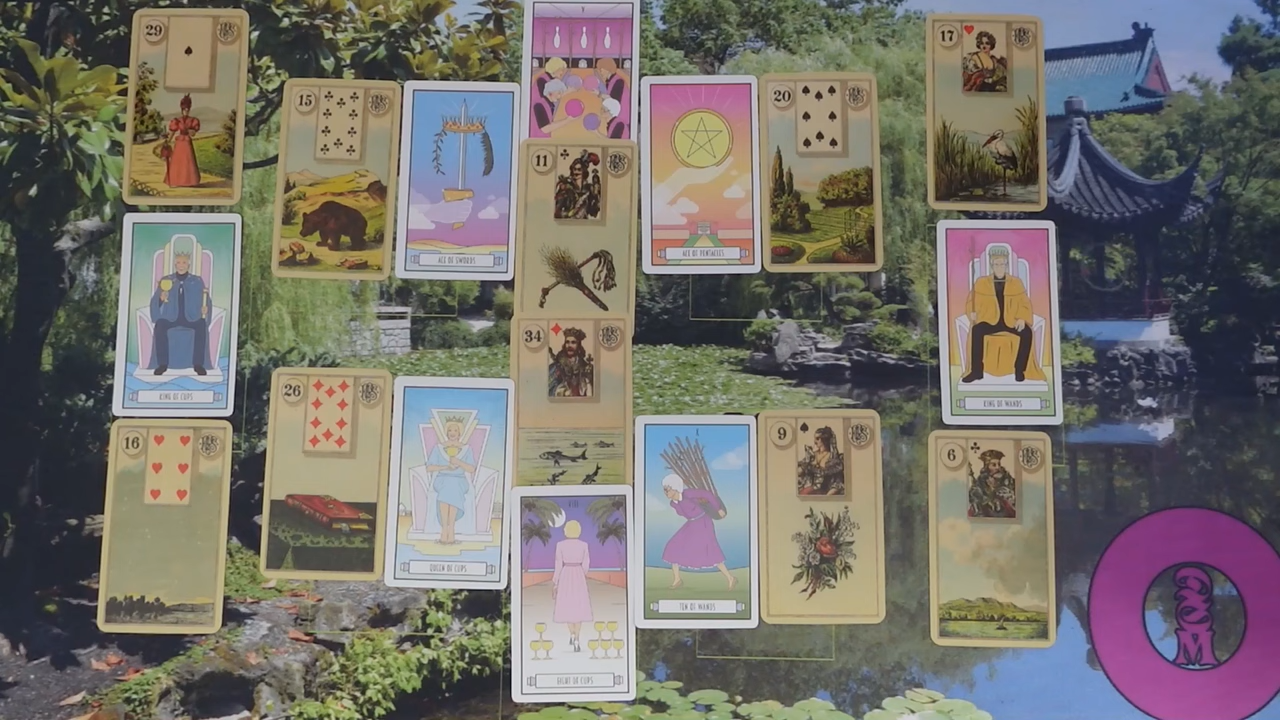 29
V
17
15
20
11
ACE OF SWORDS
ACE OF PENTACLES
KING OF CUPS
34
KING OF WANDS
26
16
9
6
VIII
QUEEN OF CUPS
TEN OF WANDS
EIGHT OF CUPS